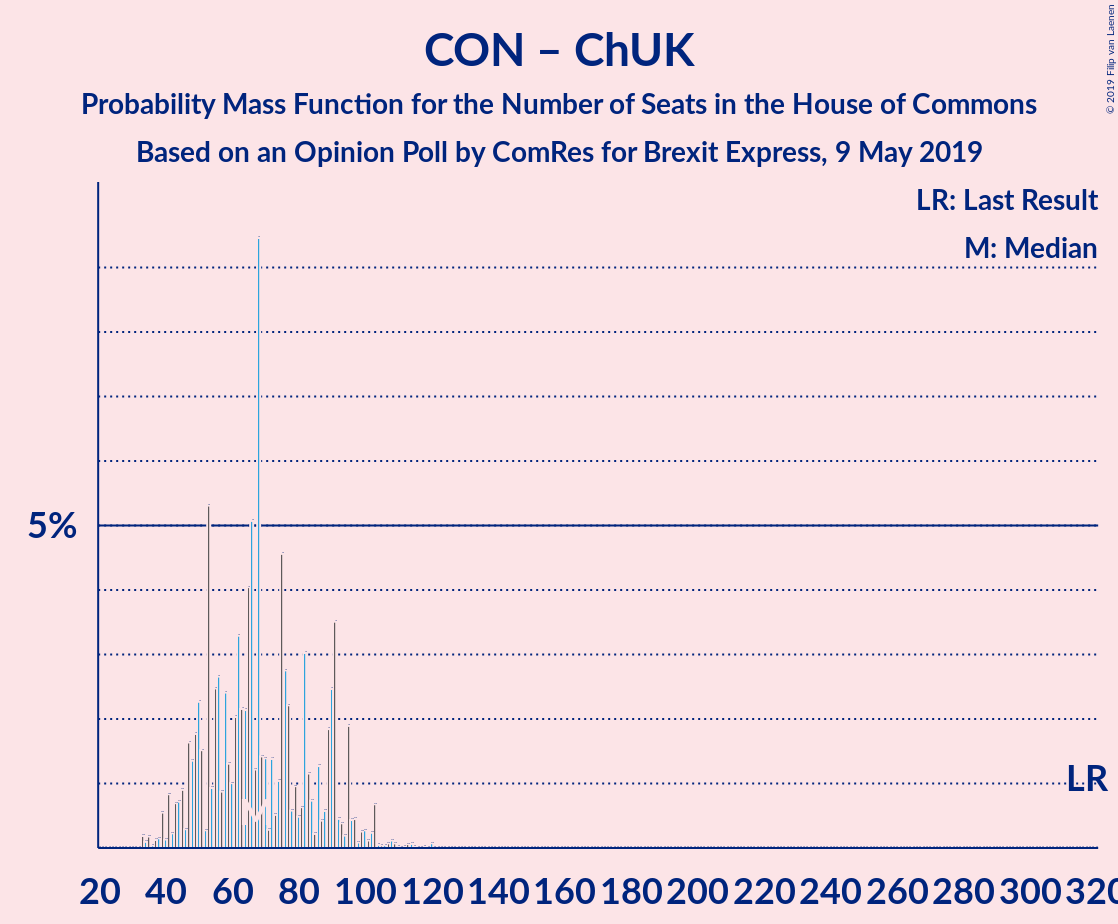 CON – ChUK
Probability Mass Function for the Number of Seats in the House of Commons
Based on an Opinion Poll by ComRes for Brexit Express, 9 May 2019
© 2019 Filip van Laenen
LR: Last Result
M: Median
5%
LR
20 40 60 80 100 120 140 160 180 200 220 240 260 280 300 320